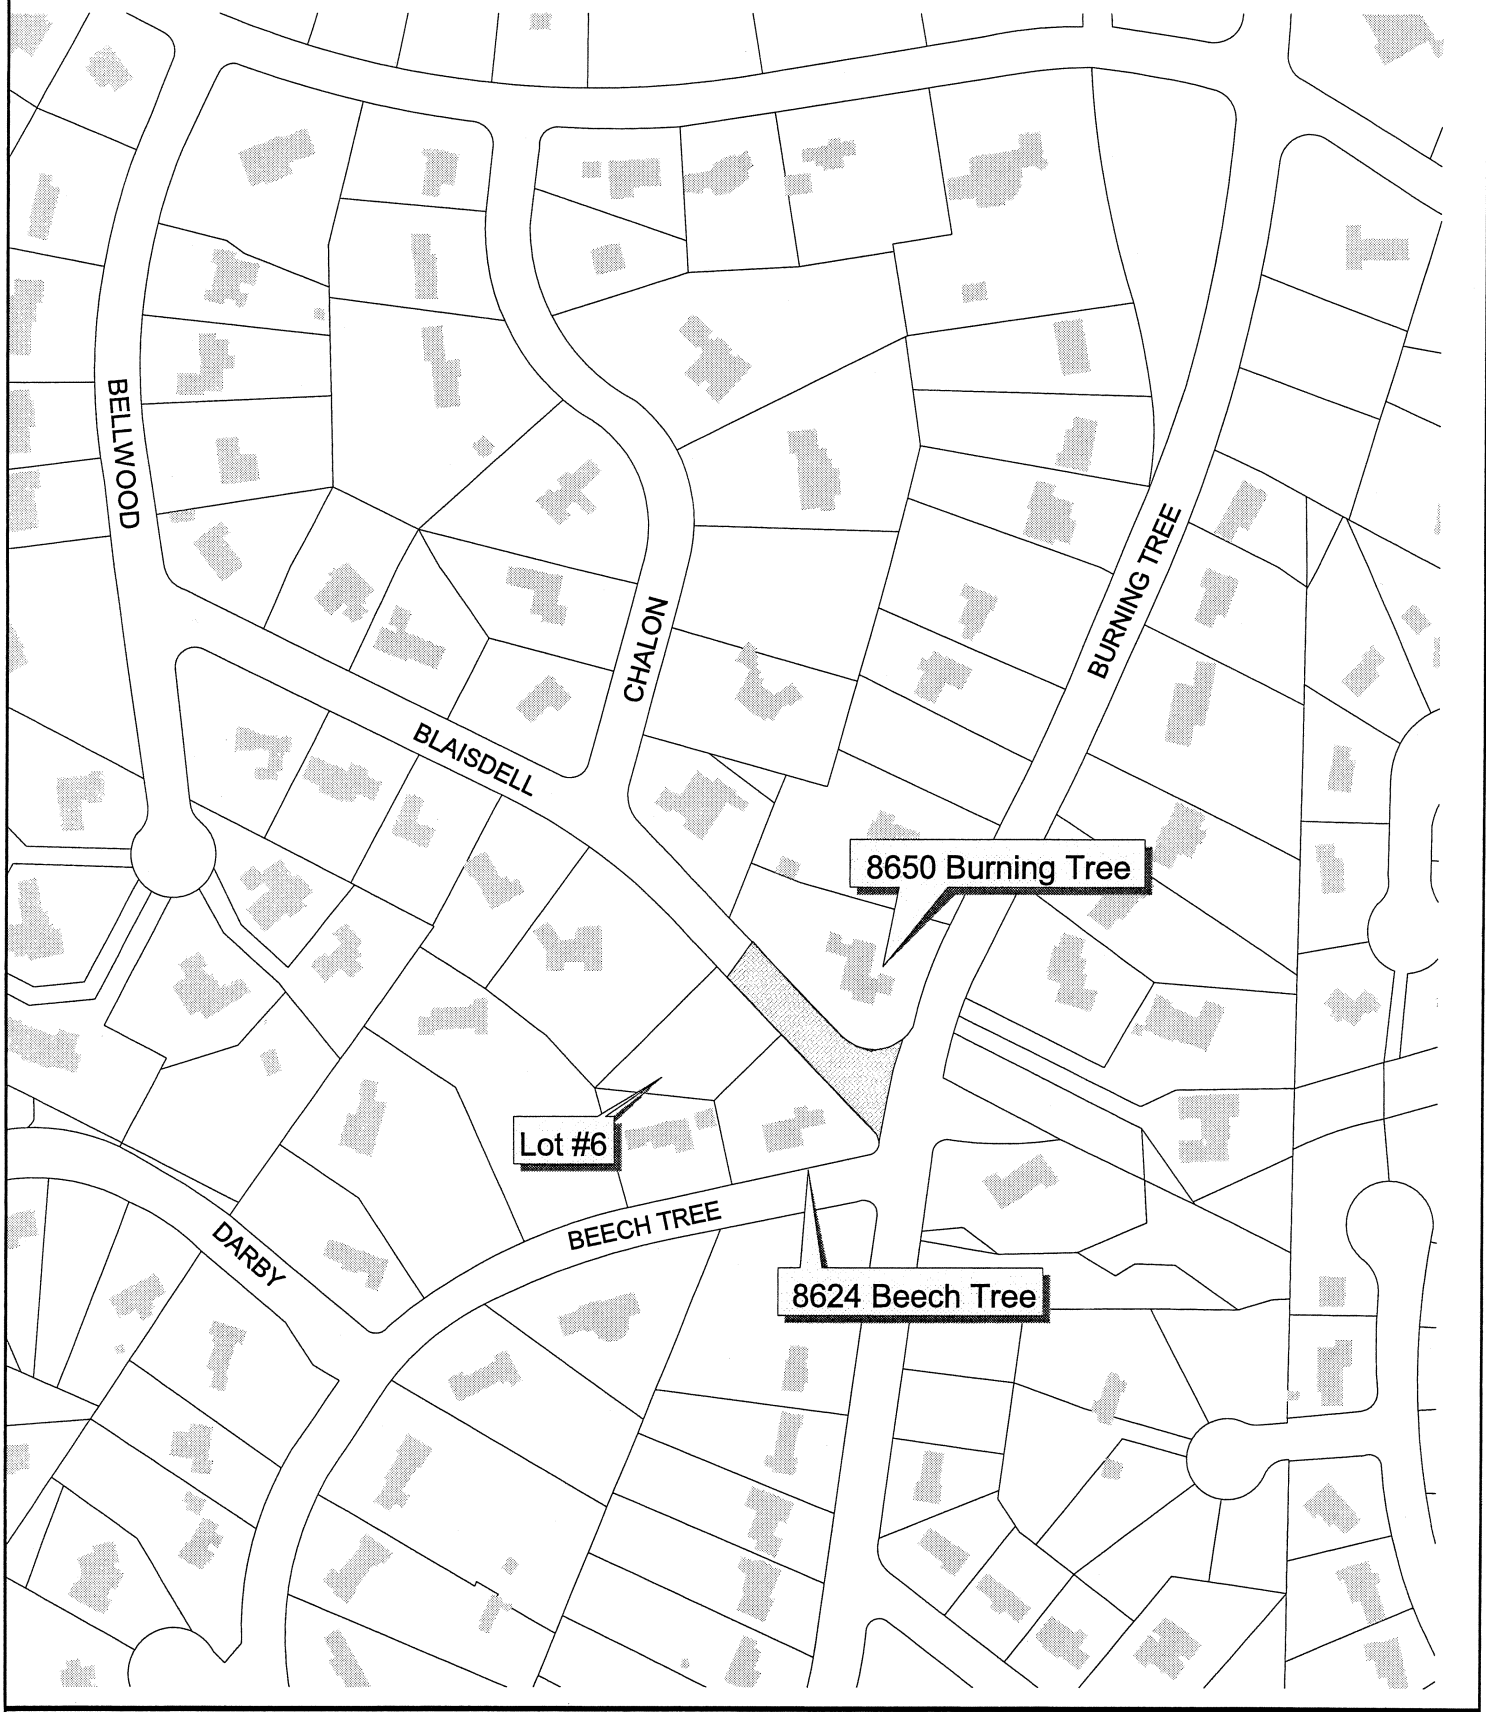 BELLWOOD
BURNING TREE
CHALON
BLAISDELL
8650 Burning Tree
Lot #6
BEECH TREE
DARBY
8624 Beech Tree